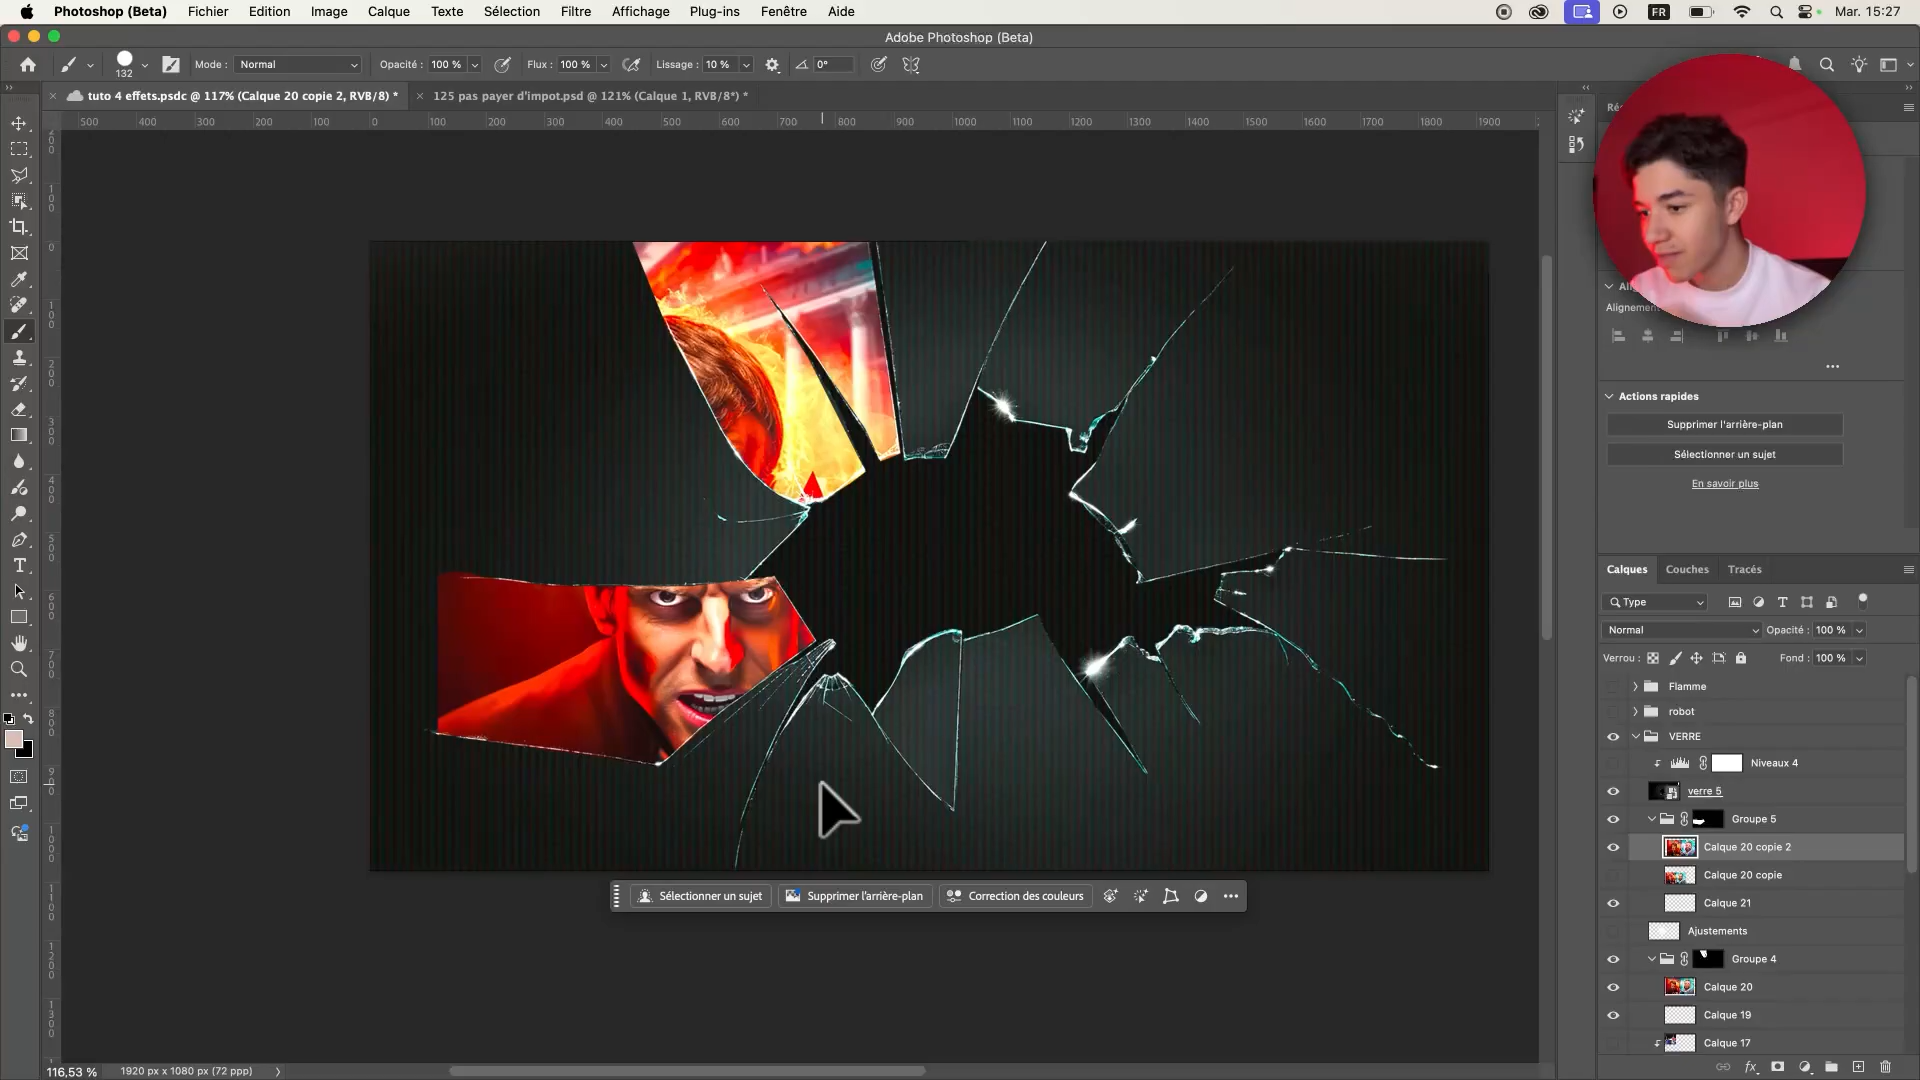 Photoshop (Beta) Fichier Edition Image Calque Texte Sélection Filtre Affichage Plug-ins Fenêtre Aide FR Mar. 15:27
Adobe Photoshop (Beta)
132 Mode : Normal Opacité : 100 % Flux : 100 % Lissage : 10 % 0°
tuto 4 effets.psdc @ 117% (Calque 20 copie 2, RVB/8) * 125 pas payer d'impot.psd @ 121% (Calque 1, RVB/8*) *
500 400 300 200 100 0 100 200 300 400 500 600 700 800 900 1000 1100 1200 1300 1400 1500 1600 1700 1800 1900
Alignement
Actions rapides
Supprimer l'arrière-plan
Sélectionner un sujet
En savoir plus
Calques Couches Tracés
Type
Normal Opacité : 100 %
Verrou : Fond : 100 %
Flamme
robot
VERRE
Niveaux 4
verre 5
Groupe 5
Calque 20 copie 2
Calque 20 copie
Calque 21
Ajustements
Groupe 4
Calque 20
Calque 19
Calque 17
fx
Sélectionner un sujet Supprimer l'arrière-plan Correction des couleurs
116,53 % 1920 px x 1080 px (72 ppp)